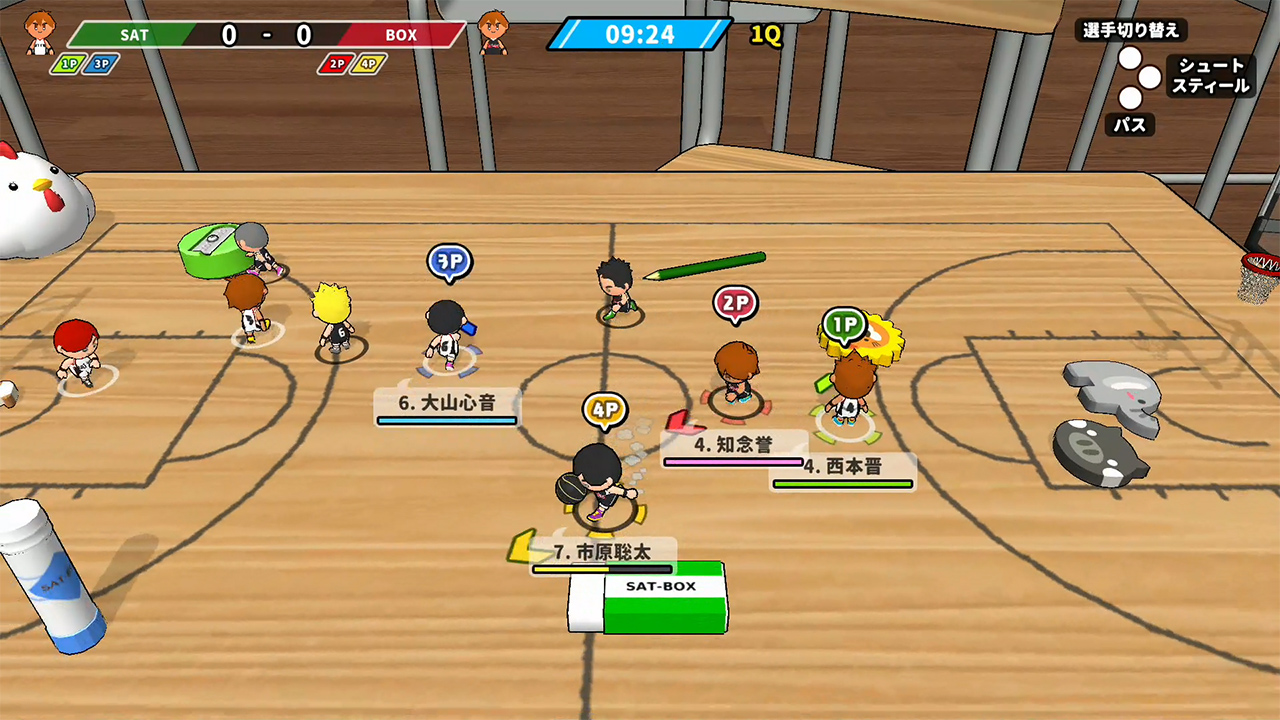 SAT 0 - 0 BOX
1P 3P
2P 4P
09:24 1Q
選手切り替え
シュート
スティール
パス
3P
2P
1P
6. 大山心音
4P
4. 知念誉
4. 西本晋
7. 市原聡太
SAT-BOX
6
4